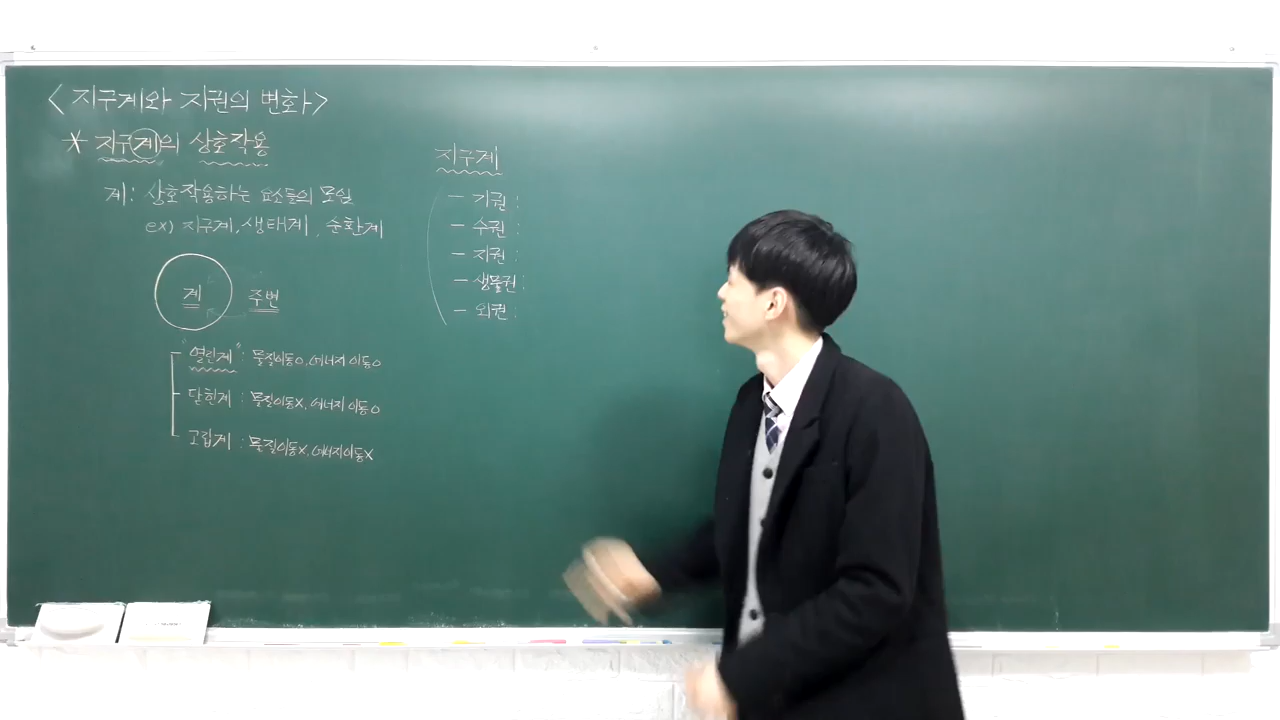 <지구계와 지권의 변화>
* 지구계의 상호작용
계: 상호작용하는 요소들의 모임
ex) 지구계, 생태계, 순환계
계 주변
"열린계": 물질이동o, 에너지 이동o
닫힌계 : 물질이동x, 에너지 이동o
고립계 : 물질이동x, 에너지이동x
지구계
- 기권 :
- 수권 :
- 지권 :
- 생물권 :
- 외권 :